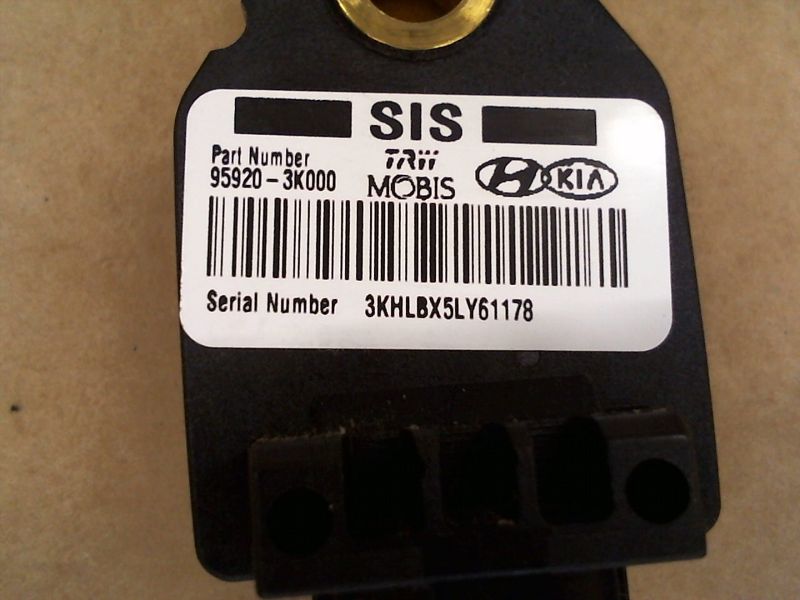 SIS
Part Number
95920-3K000
TRW
MOBIS
KIA
Serial Number 3KHLBX5LY61178